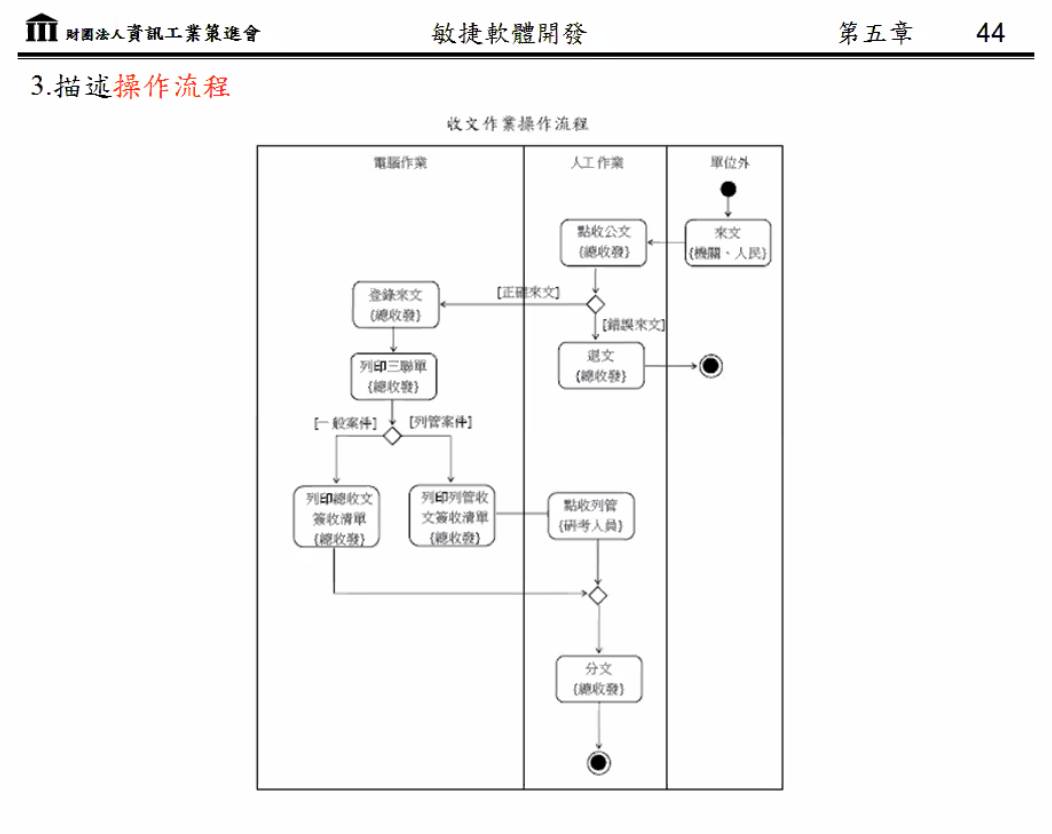 財團法人資訊工業策進會 敏捷軟體開發 第五章 44
3.描述操作流程
收文作業操作流程
電腦作業 人工作業 單位外
來文
{機關、人民}
點收公文
{總收發}
[正確來文]
[錯誤來文]
登錄來文
{總收發}
退文
{總收發}
列印三聯單
{總收發}
[一般案件] [列管案件]
列印總收文
簽收清單
{總收發}
列印列管收
文簽收清單
{總收發}
點收列管
{研考人員}
分文
{總收發}